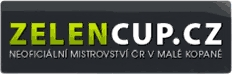 ZELENCUP.CZ
NEOFICIÁLNÍ MISTROVSTVÍ ČR V MALÉ KOPANÉ